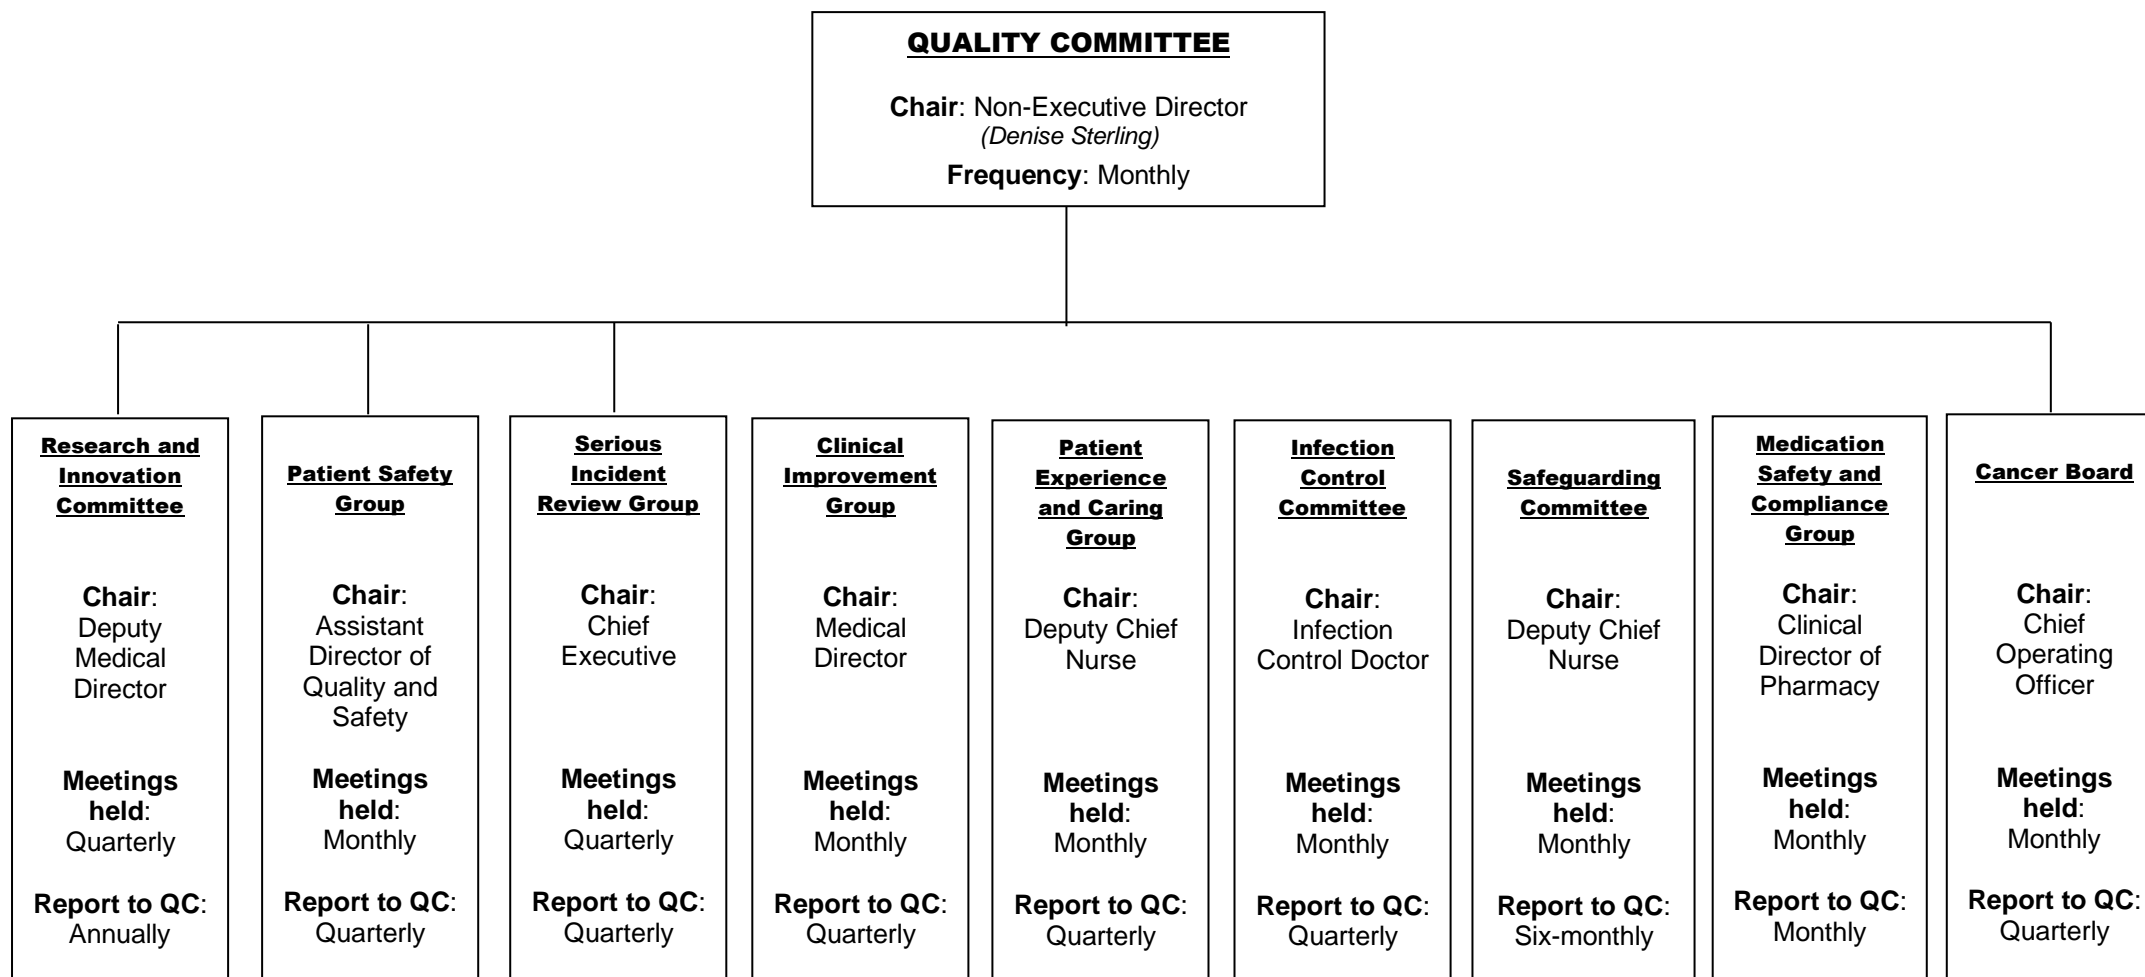 QUALITY COMMITTEE
Chair: Non-Executive Director
(Denise Sterling)
Frequency: Monthly
Research and
Innovation
Committee
Chair:
Deputy
Medical
Director
Meetings
held:
Quarterly
Report to QC:
Annually
Patient Safety
Group
Chair:
Assistant
Director of
Quality and
Safety
Meetings
held:
Monthly
Report to QC:
Quarterly
Serious
Incident
Review Group
Chair:
Chief
Executive
Meetings
held:
Quarterly
Report to QC:
Quarterly
Clinical
Improvement
Group
Chair:
Medical
Director
Meetings
held:
Monthly
Report to QC:
Quarterly
Patient
Experience
and Caring
Group
Chair:
Deputy Chief
Nurse
Meetings
held:
Monthly
Report to QC:
Quarterly
Infection
Control
Committee
Chair:
Infection
Control Doctor
Meetings
held:
Monthly
Report to QC:
Quarterly
Safeguarding
Committee
Chair:
Deputy Chief
Nurse
Meetings
held:
Monthly
Report to QC:
Six-monthly
Medication
Safety and
Compliance
Group
Chair:
Clinical
Director of
Pharmacy
Meetings
held:
Monthly
Report to QC:
Monthly
Cancer Board
Chair:
Chief
Operating
Officer
Meetings
held:
Monthly
Report to QC:
Quarterly